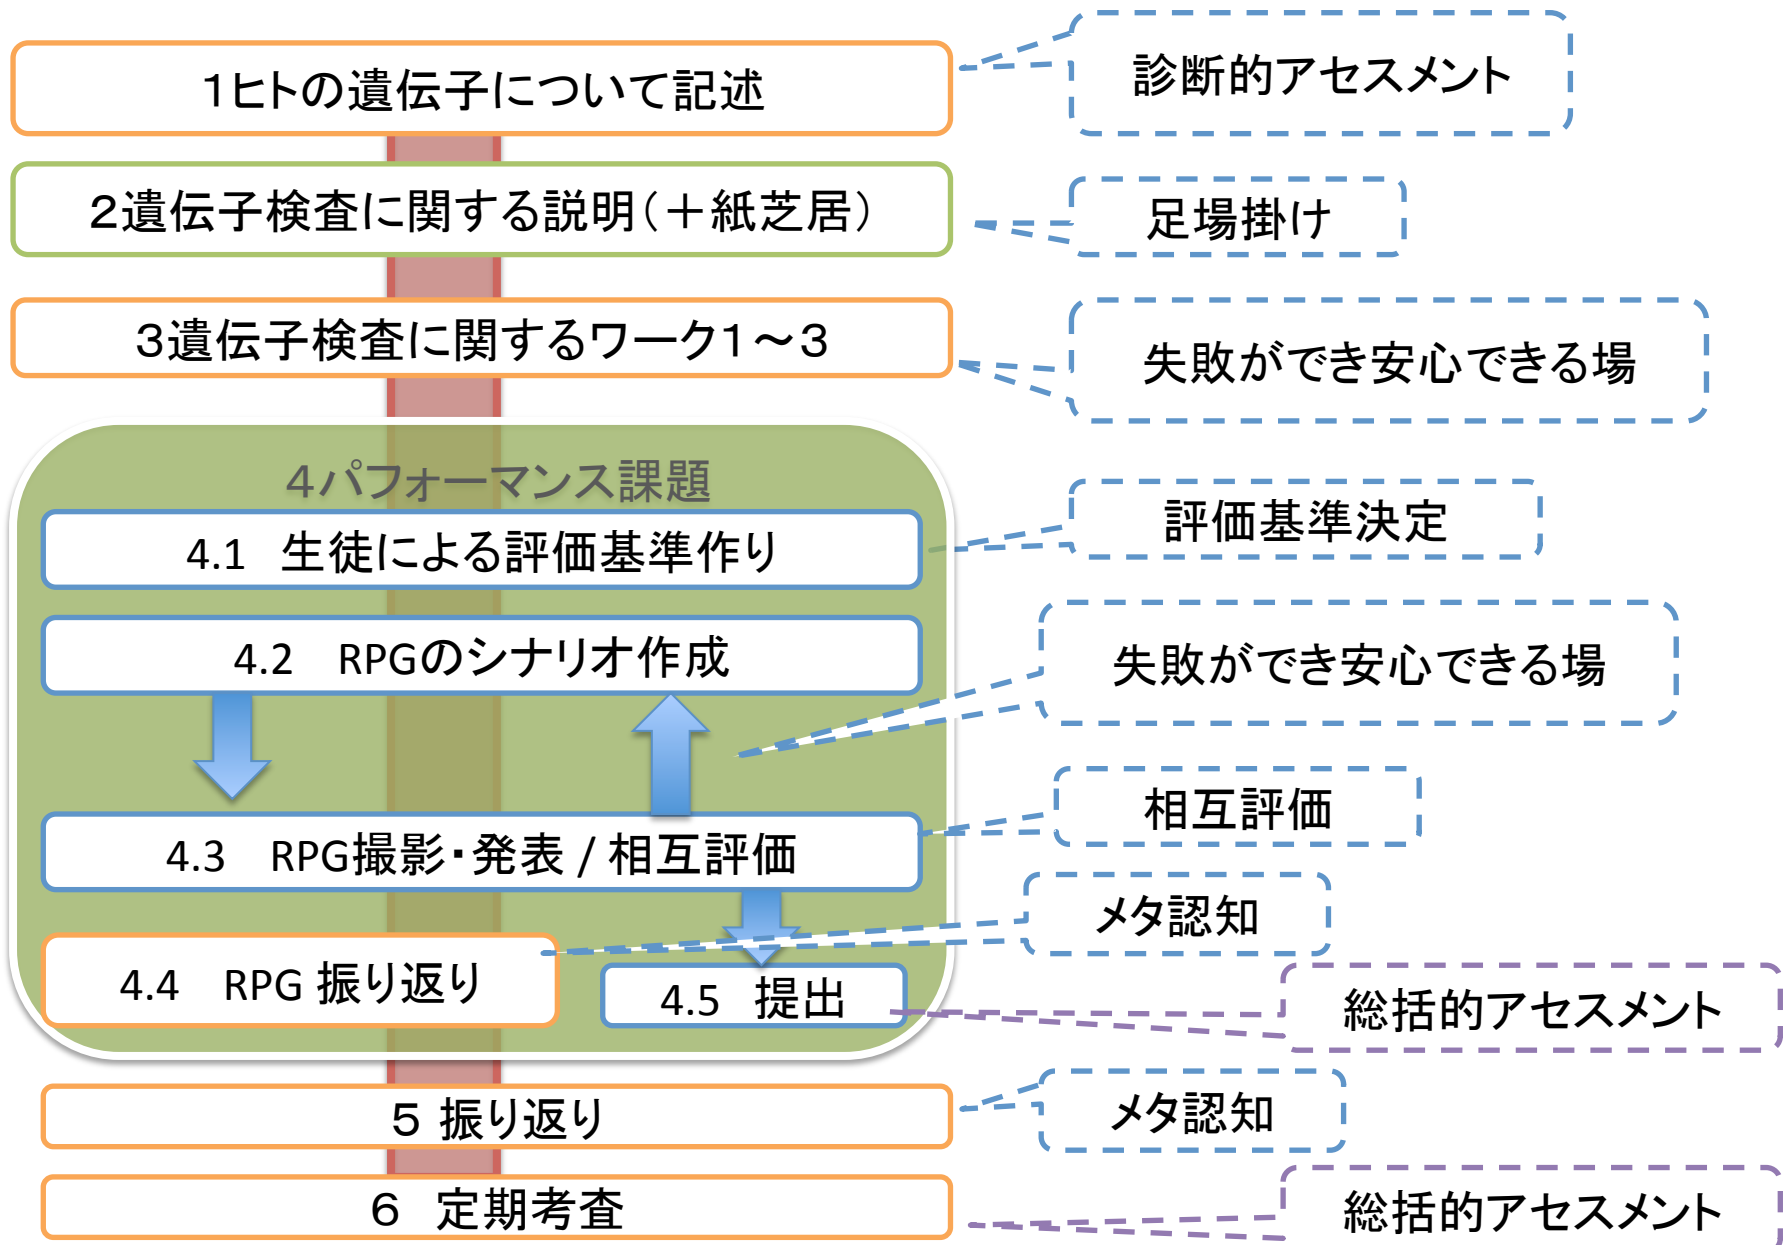 １ヒトの遺伝子について記述
診断的アセスメント
２遺伝子検査に関する説明（＋紙芝居）
足場掛け
３遺伝子検査に関するワーク１～３
失敗ができ安心できる場
４パフォーマンス課題
4.1　生徒による評価基準作り
評価基準決定
4.2　RPGのシナリオ作成
失敗ができ安心できる場
4.3　RPG撮影・発表 / 相互評価
相互評価
メタ認知
4.4　RPG 振り返り
4.5　提出
総括的アセスメント
５ 振り返り
メタ認知
６　定期考査
総括的アセスメント